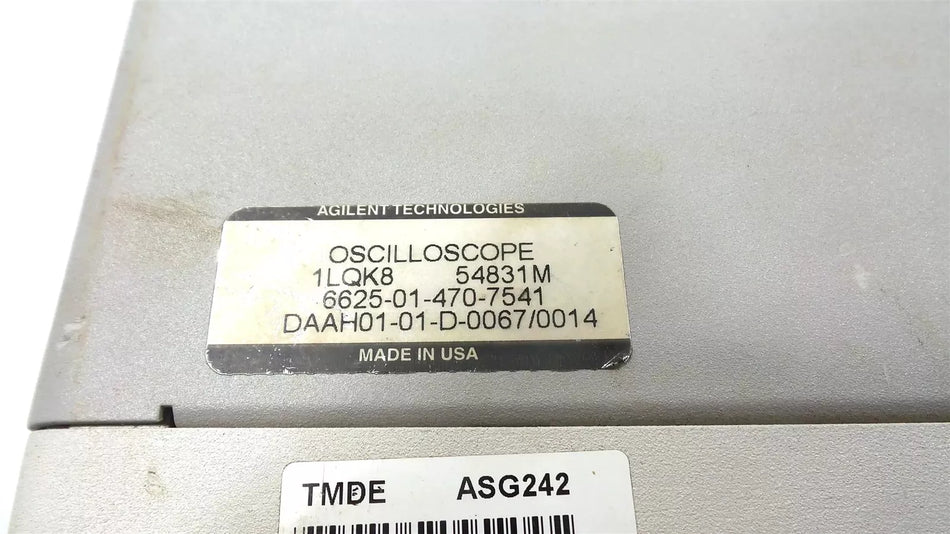 AGILENT TECHNOLOGIES
OSCILLOSCOPE
1LQK8 54831M
6625-01-470-7541
DAAH01-01-D-0067/0014
MADE IN USA
TMDE ASG242